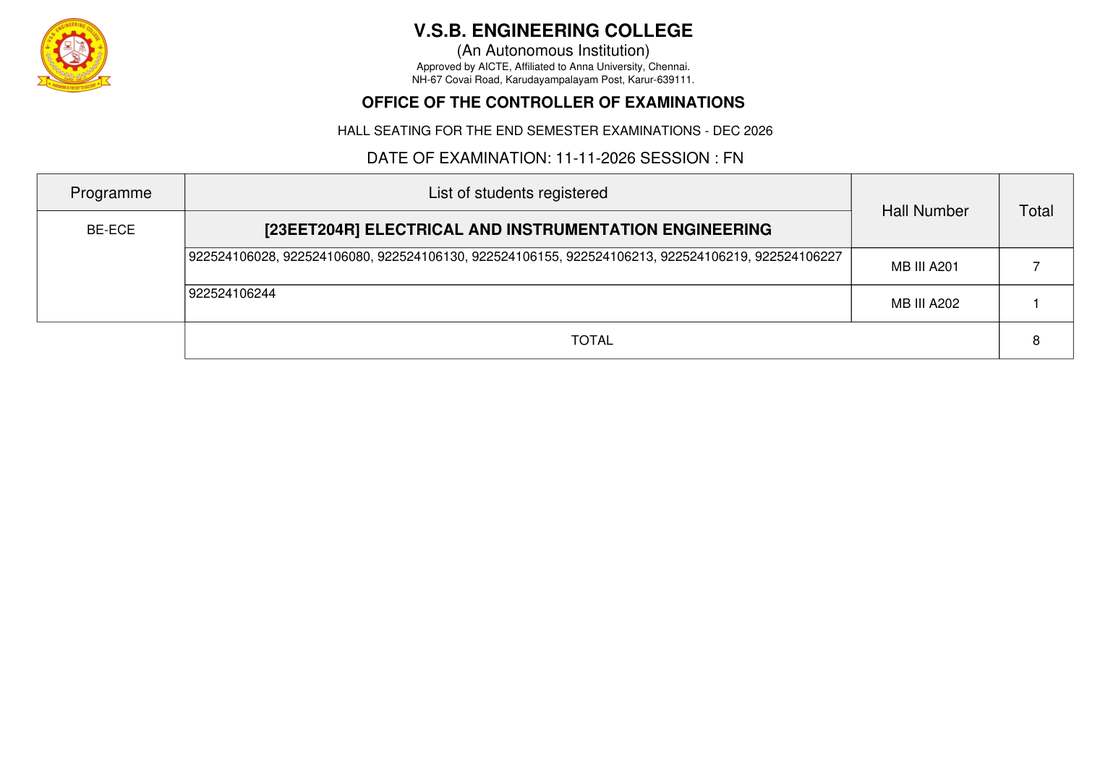 V.S.B. ENGINEERING COLLEGE
(An Autonomous Institution)
Approved by AICTE, Affiliated to Anna University, Chennai.
NH-67 Covai Road, Karudayampalayam Post, Karur-639111.
OFFICE OF THE CONTROLLER OF EXAMINATIONS
HALL SEATING FOR THE END SEMESTER EXAMINATIONS - DEC 2026
DATE OF EXAMINATION: 11-11-2026 SESSION : FN
Programme List of students registered Hall Number Total
BE-ECE [23EET204R] ELECTRICAL AND INSTRUMENTATION ENGINEERING
922524106028, 922524106080, 922524106130, 922524106155, 922524106213, 922524106219, 922524106227 MB III A201 7
922524106244 MB III A202 1
TOTAL 8